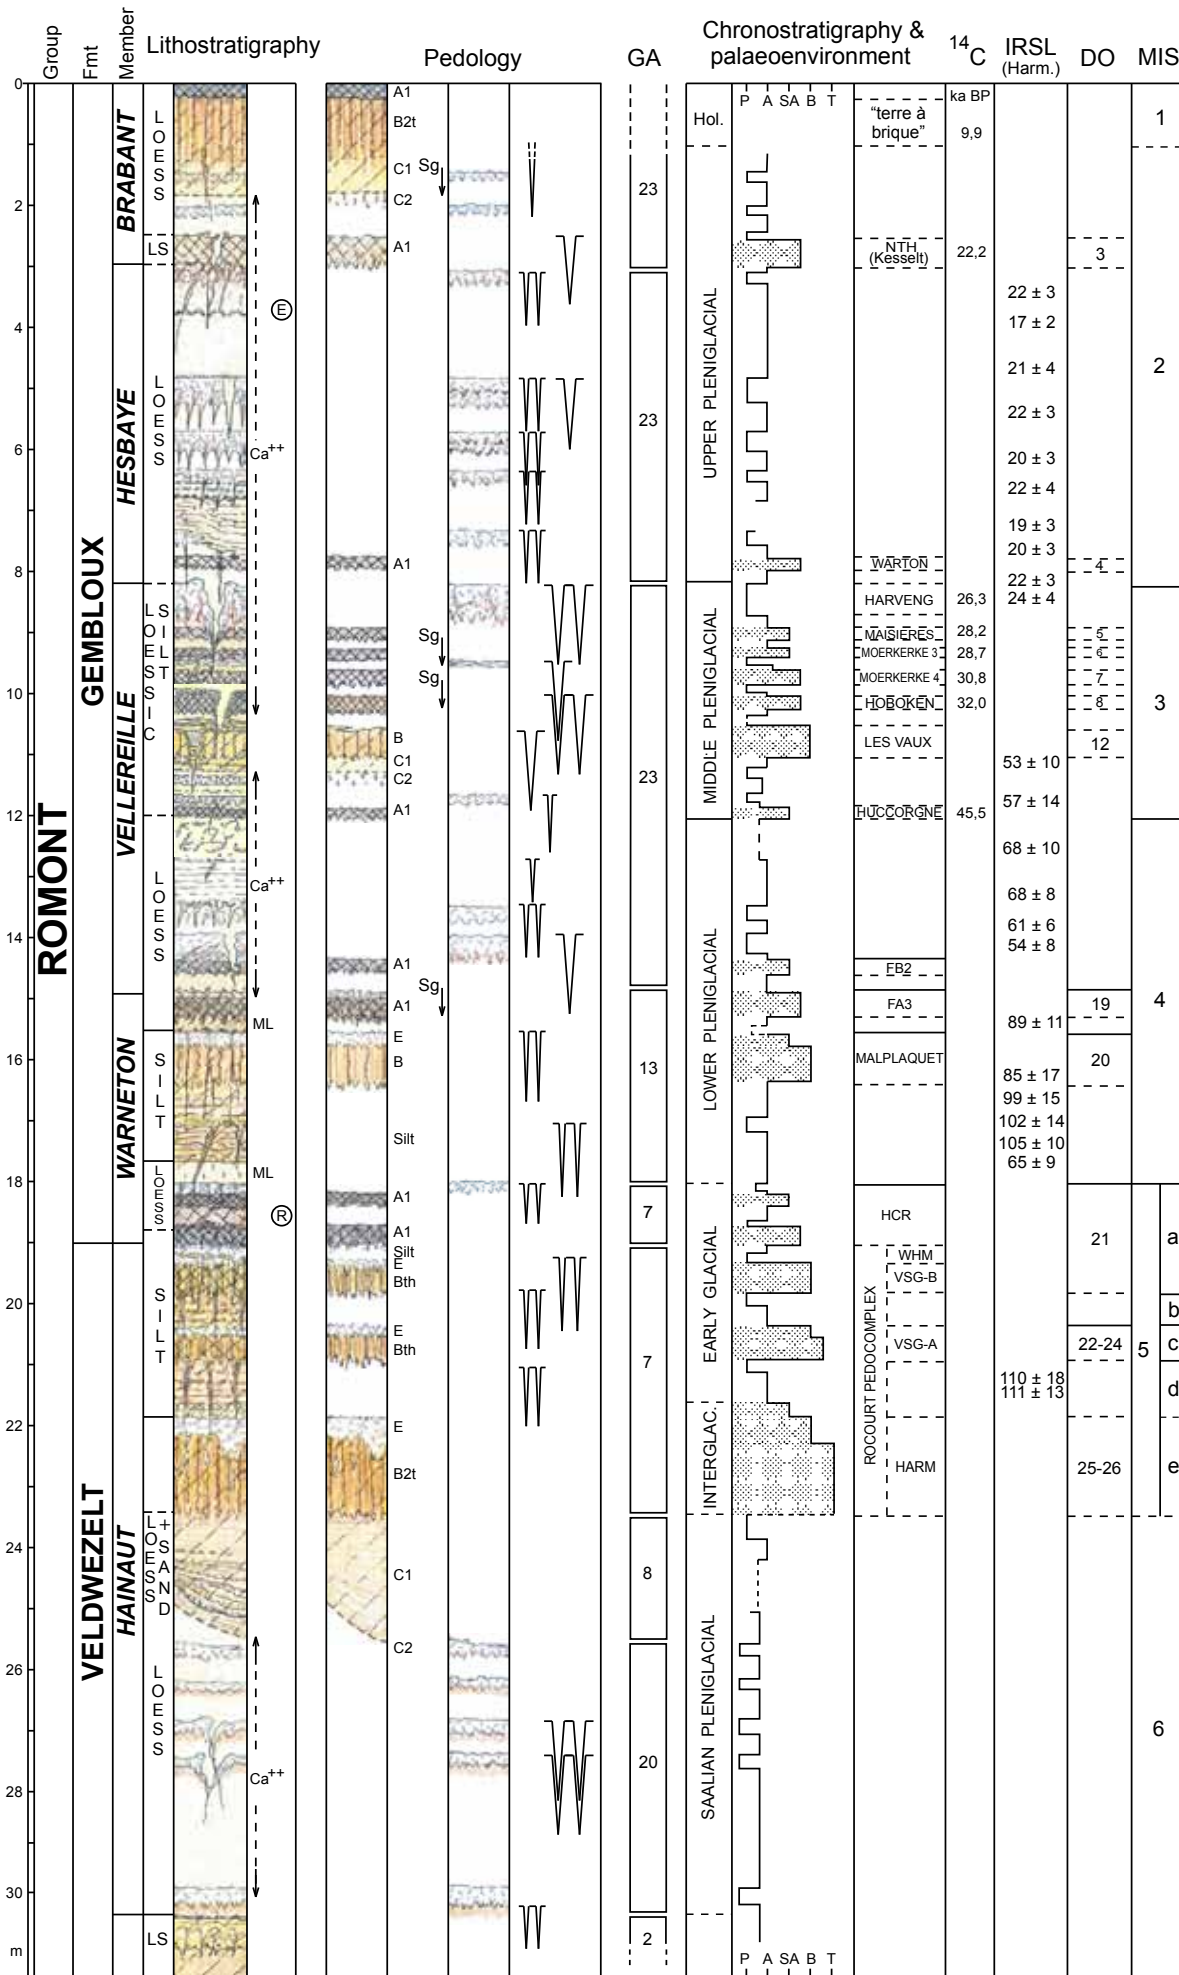 Group
Fmt
Member
Lithostratigraphy
Pedology
GA
Chronostratigraphy &
palaeoenvironment
14C
IRSL
(Harm.)
DO
MIS
0
2
4
6
8
10
12
14
16
18
20
22
24
26
28
30
m
ROMONT
GEMBLOUX
VELDWEZELT
BRABANT
HESBAYE
VELLEREILLE
WARNETON
HAINAUT
LOESS
LS
LOESS
LOESSIC
SILT
LOESS
SILT
LOESS
SILT
LOESS
+SAND
LOESS
LS
E
Ca++
Ca++
ML
ML
R
Ca++
A1
B2t
C1
C2
A1
A1
B
C1
C2
A1
A1
A1
E
B
Silt
A1
A1
Silt
E
Bth
E
Bth
E
B2t
C1
C2
Sg
Sg
Sg
Sg
23
23
23
13
7
7
8
20
2
Hol.
UPPER PLENIGLACIAL
MIDDLE PLENIGLACIAL
LOWER PLENIGLACIAL
EARLY GLACIAL
INTERGLAC.
SAALIAN PLENIGLACIAL
P A SA B T
"terre à
brique"
NTH
(Kesselt)
WARTON
HARVENG
MAISIERES
MOERKERKE 3
MOERKERKE 4
HOBOKEN
LES VAUX
HUCCORGNE
FB2
FA3
MALPLAQUET
HCR
ROCOURT PEDOCOMPLEX
WHM
VSG-B
VSG-A
HARM
P A SA B T
ka BP
9,9
22,2
26,3
28,2
28,7
30,8
32,0
45,5
22 ± 3
17 ± 2
21 ± 4
22 ± 3
20 ± 3
22 ± 4
19 ± 3
20 ± 3
22 ± 3
24 ± 4
53 ± 10
57 ± 14
68 ± 10
68 ± 8
61 ± 6
54 ± 8
89 ± 11
85 ± 17
99 ± 15
102 ± 14
105 ± 10
65 ± 9
110 ± 18
111 ± 13
3
4
5
6
7
8
12
19
20
21
22-24
25-26
1
2
3
4
5
a
b
c
d
e
6